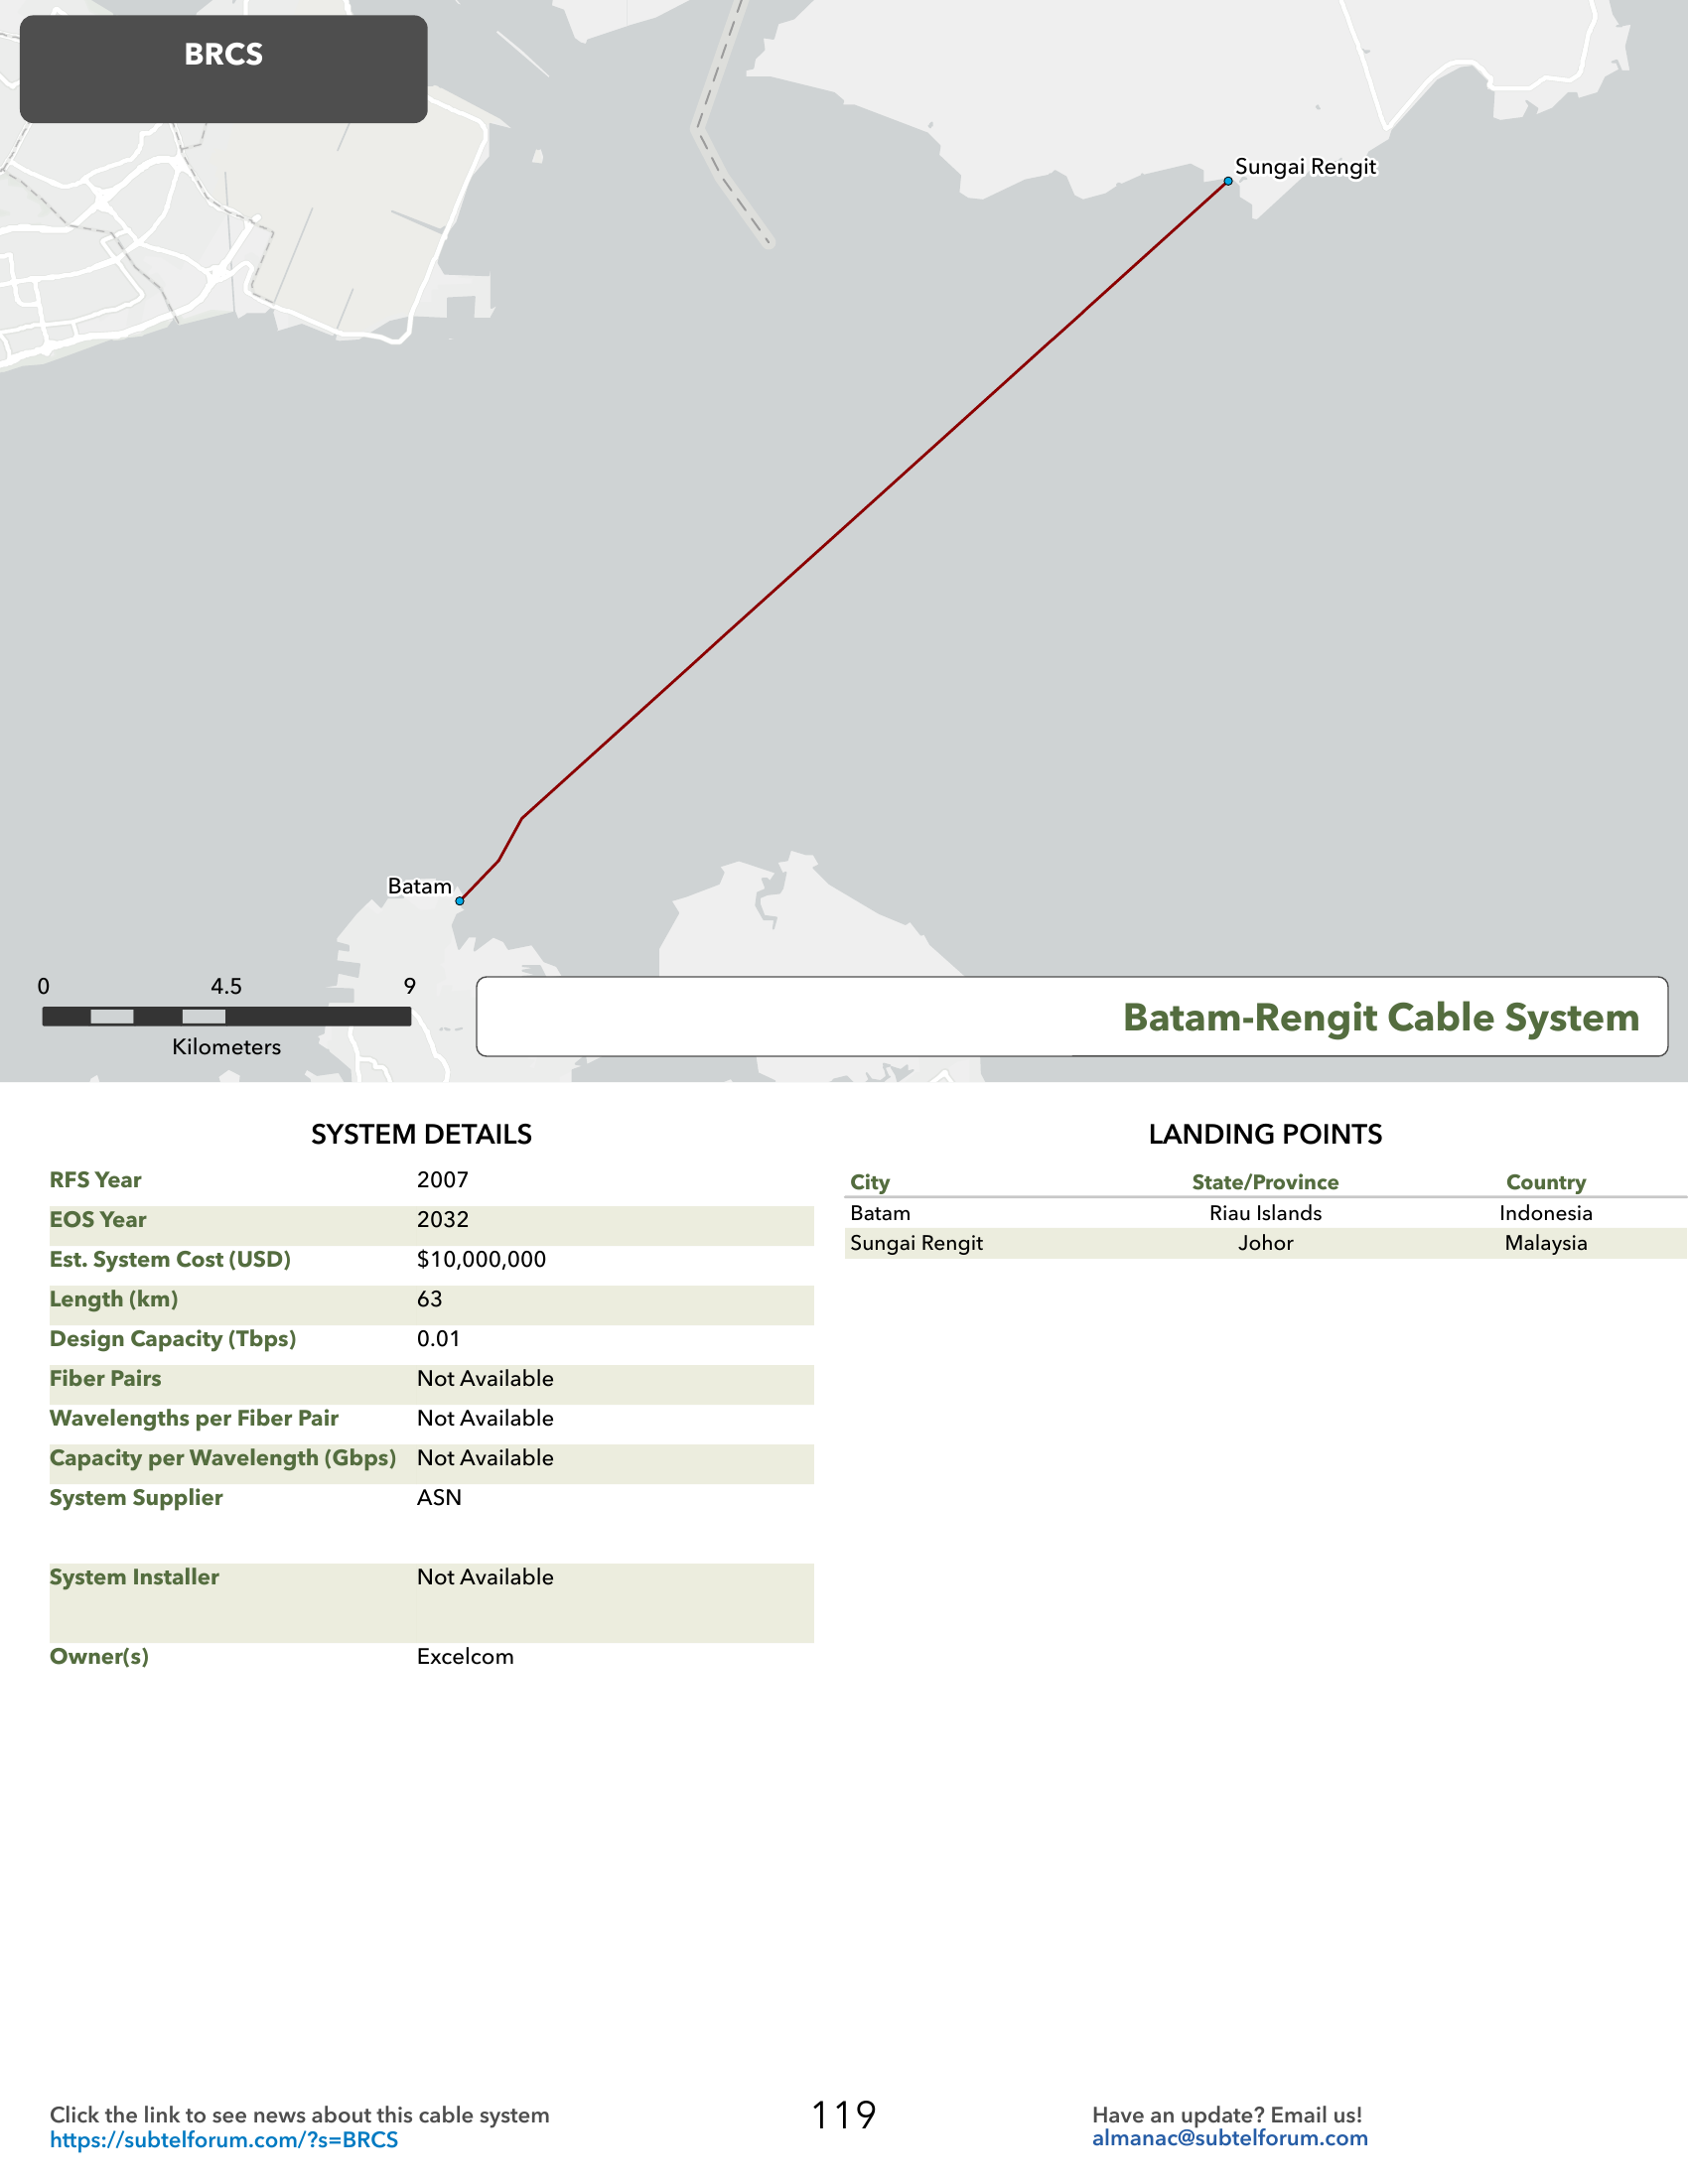 BRCS
Sungai Rengit
Batam
0 4.5 9
Kilometers
Batam-Rengit Cable System
SYSTEM DETAILS
RFS Year 2007
EOS Year 2032
Est. System Cost (USD) $10,000,000
Length (km) 63
Design Capacity (Tbps) 0.01
Fiber Pairs Not Available
Wavelengths per Fiber Pair Not Available
Capacity per Wavelength (Gbps) Not Available
System Supplier ASN
System Installer Not Available
Owner(s) Excelcom
LANDING POINTS
City State/Province Country
Batam Riau Islands Indonesia
Sungai Rengit Johor Malaysia
Click the link to see news about this cable system
https://subtelforum.com/?s=BRCS
119
Have an update? Email us!
almanac@subtelforum.com